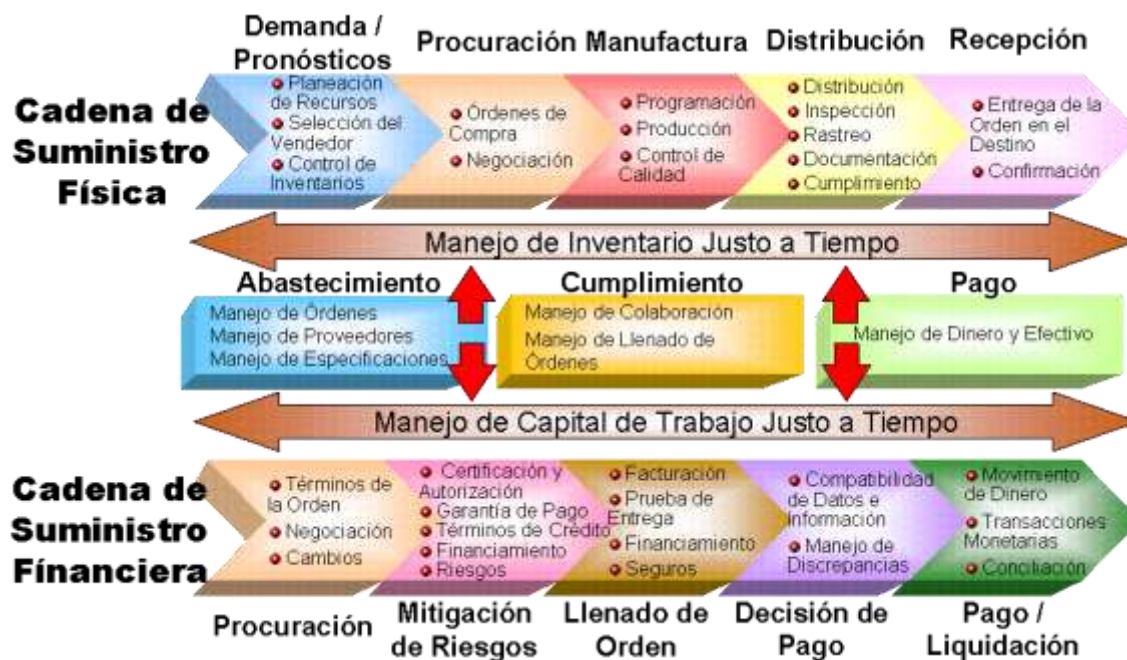 Demanda /
Pronósticos
Procuración
Manufactura
Distribución
Recepción
Cadena de
Suministro
Física
Planeación
de Recursos
Selección del
Vendedor
Control de
Inventarios
Órdenes de
Compra
Negociación
Programación
Producción
Control de
Calidad
Distribución
Inspección
Rastreo
Documentación
Cumplimiento
Entrega de la
Orden en el
Destino
Confirmación
Manejo de Inventario Justo a Tiempo
Abastecimiento
Manejo de Órdenes
Manejo de Proveedores
Manejo de Especificaciones
Cumplimiento
Manejo de Colaboración
Manejo de Llenado de
Órdenes
Pago
Manejo de Dinero y Efectivo
Manejo de Capital de Trabajo Justo a Tiempo
Cadena de
Suministro
Fínanciera
Términos de
la Orden
Negociación
Cambios
Certificación y
Autorización
Garantía de Pago
Términos de Crédito
Financiamiento
Riesgos
Facturación
Prueba de
Entrega
Financiamiento
Seguros
Compatibilidad
de Datos e
Información
Manejo de
Discrepancias
Movimiento
de Dinero
Transacciones
Monetarias
Conciliación
Procuración
Mitigación
de Riesgos
Llenado de
Orden
Decisión de
Pago
Pago /
Liquidación